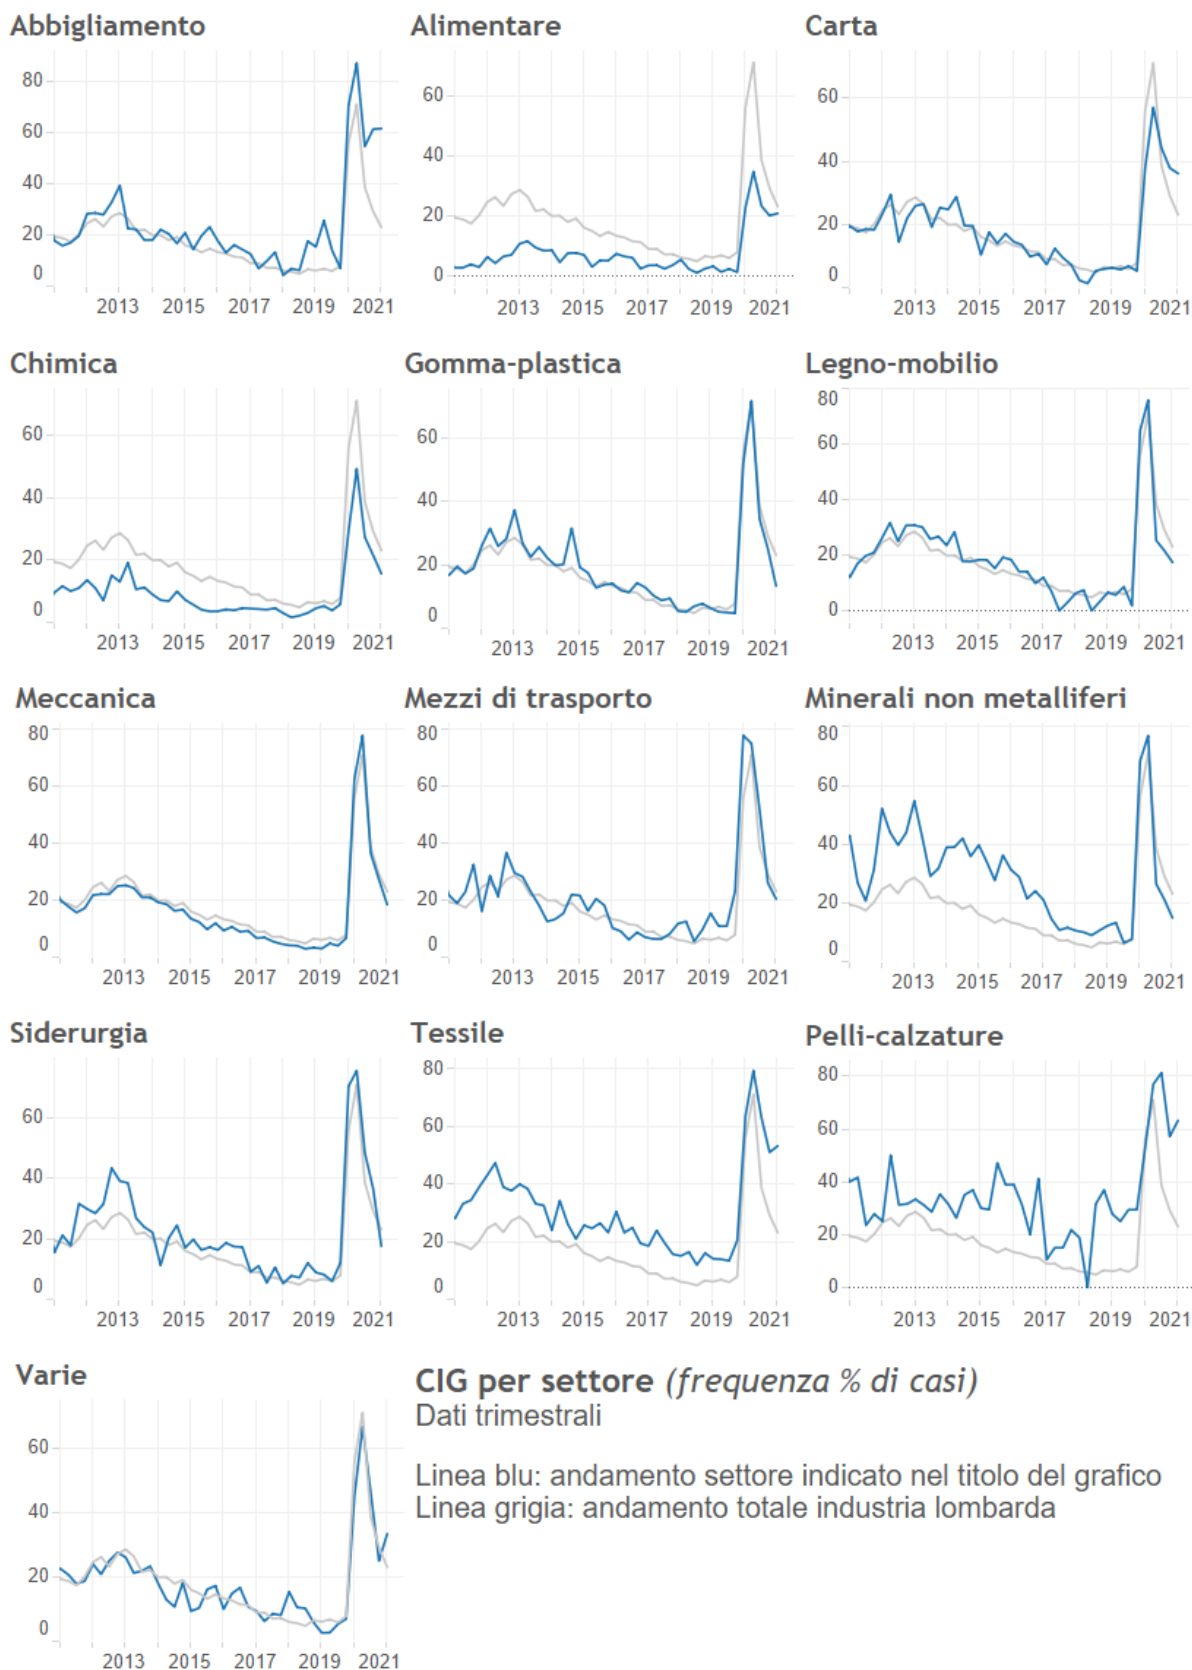 Abbigliamento
80
60
40
20
0
2013 2015 2017 2019 2021
Alimentare
60
40
20
0
2013 2015 2017 2019 2021
Carta
60
40
20
0
2013 2015 2017 2019 2021
Chimica
60
40
20
0
2013 2015 2017 2019 2021
Gomma-plastica
60
40
20
0
2013 2015 2017 2019 2021
Legno-mobilio
80
60
40
20
0
2013 2015 2017 2019 2021
Meccanica
80
60
40
20
0
2013 2015 2017 2019 2021
Mezzi di trasporto
80
60
40
20
0
2013 2015 2017 2019 2021
Minerali non metalliferi
80
60
40
20
0
2013 2015 2017 2019 2021
Siderurgia
60
40
20
0
2013 2015 2017 2019 2021
Tessile
80
60
40
20
0
2013 2015 2017 2019 2021
Pelli-calzature
80
60
40
20
0
2013 2015 2017 2019 2021
Varie
60
40
20
0
2013 2015 2017 2019 2021
CIG per settore (frequenza % di casi)
Dati trimestrali
Linea blu: andamento settore indicato nel titolo del grafico
Linea grigia: andamento totale industria lombarda